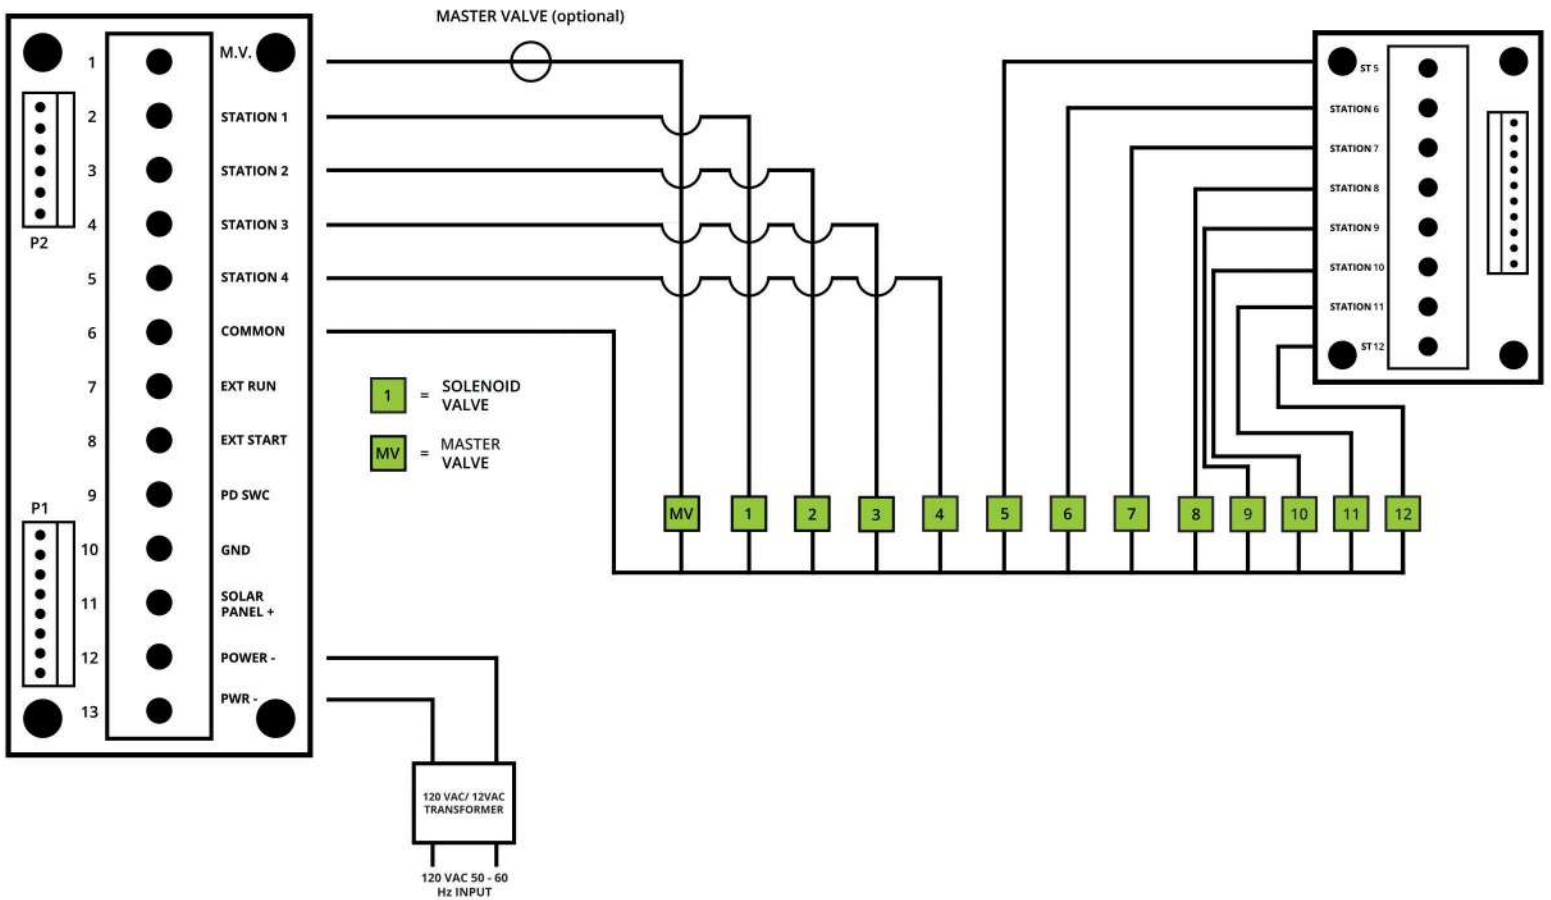 MASTER VALVE (optional)
1
M.V.
2
STATION 1
3
STATION 2
4
STATION 3
5
STATION 4
6
COMMON
7
EXT RUN
8
EXT START
9
PD SWC
10
GND
11
SOLAR
PANEL +
12
POWER -
13
PWR -
P2
P1
1
=
SOLENOID
VALVE
MV
=
MASTER
VALVE
MV
1
2
3
4
5
6
7
8
9
10
11
12
ST 5
STATION 6
STATION 7
STATION 8
STATION 9
STATION 10
STATION 11
ST 12
120 VAC/ 12VAC
TRANSFORMER
120 VAC 50 - 60
Hz INPUT